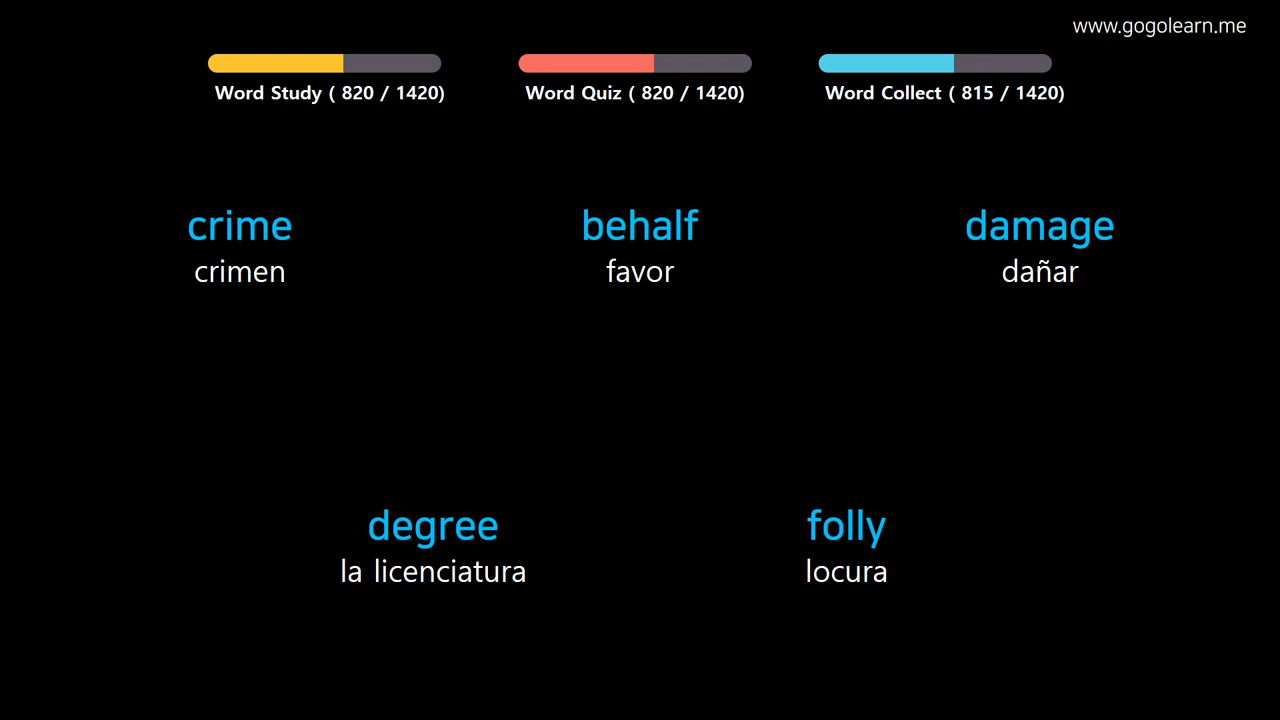 www.gogolearn.me
Word Study ( 820 / 1420)
Word Quiz ( 820 / 1420)
Word Collect ( 815 / 1420)
crime
crimen
behalf
favor
damage
dañar
degree
la licenciatura
folly
locura